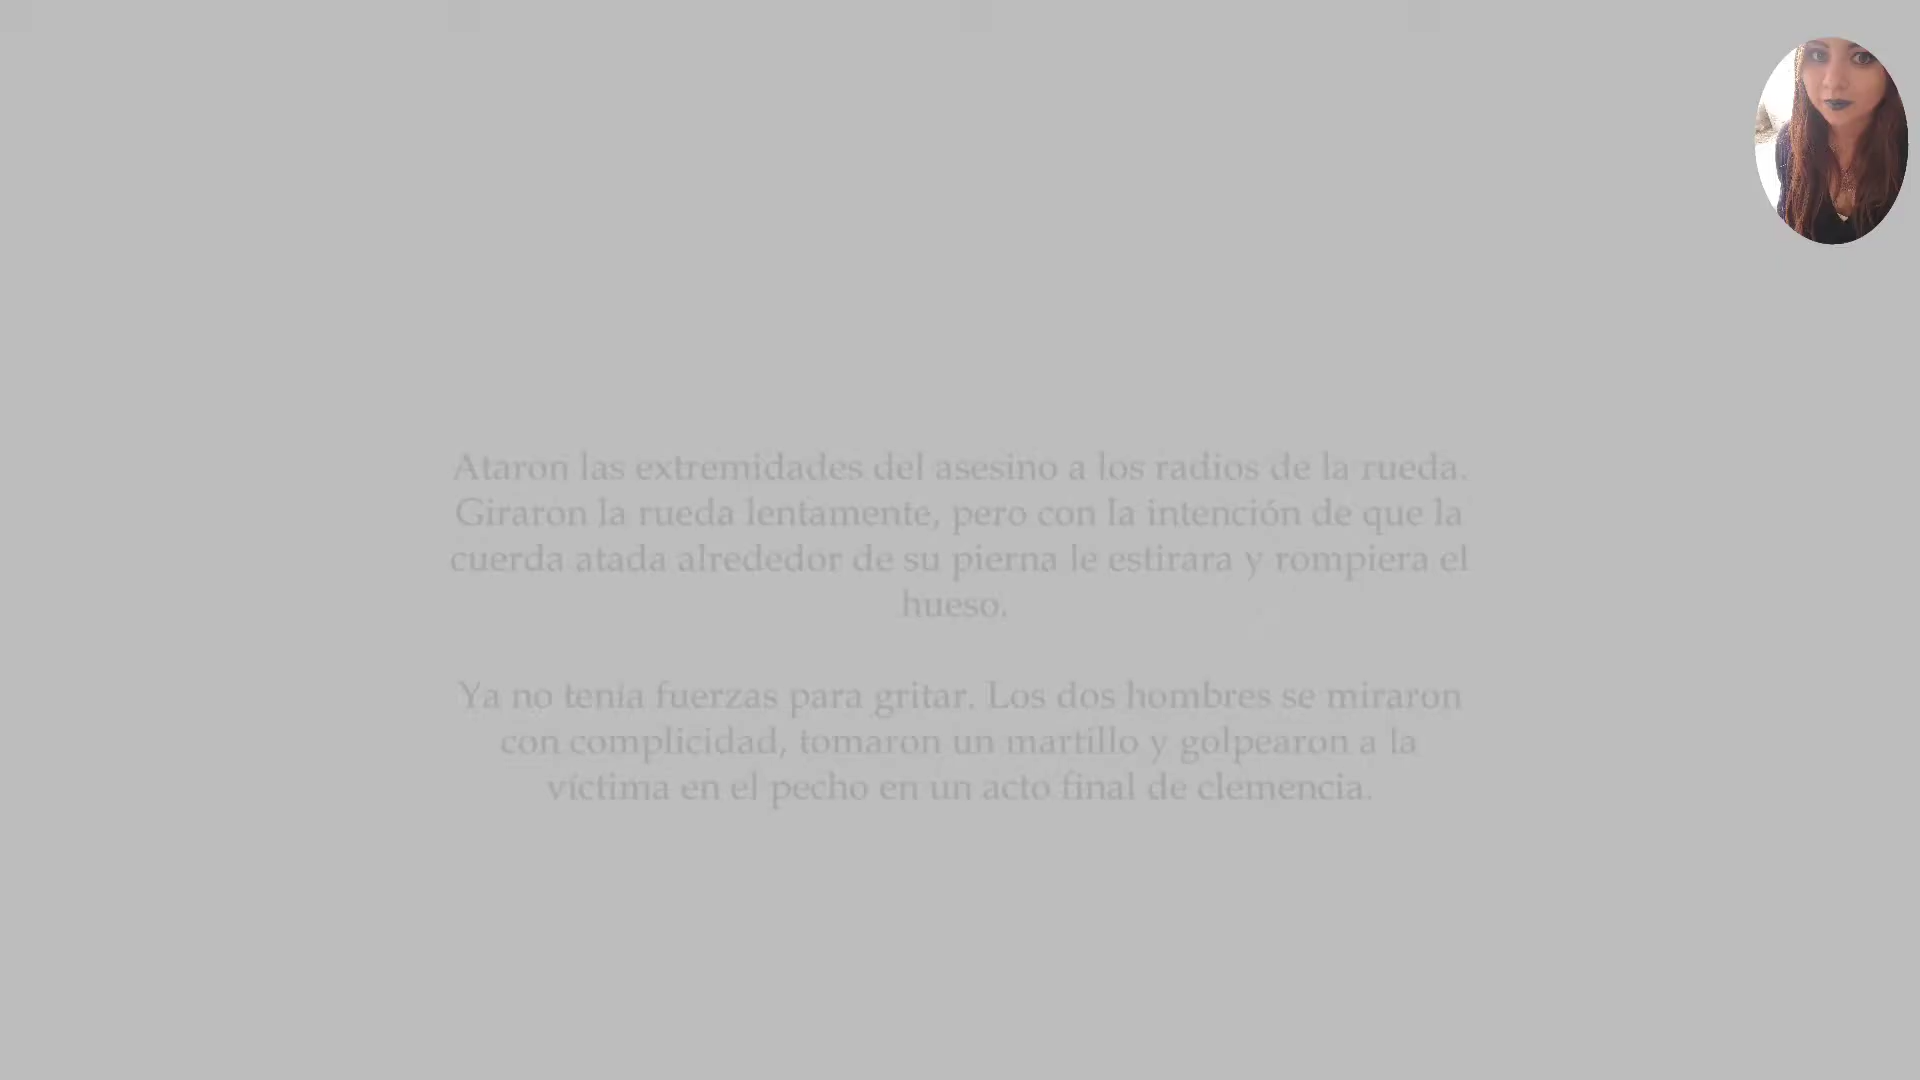 Ataron las extremidades del asesino a los radios de la rueda.
Giraron la rueda lentamente, pero con la intención de que la
cuerda atada alrededor de su pierna le estirara y rompiera el
hueso.
Ya no tenía fuerzas para gritar. Los dos hombres se miraron
con complicidad, tomaron un martillo y golpearon a la
víctima en el pecho en un acto final de clemencia.